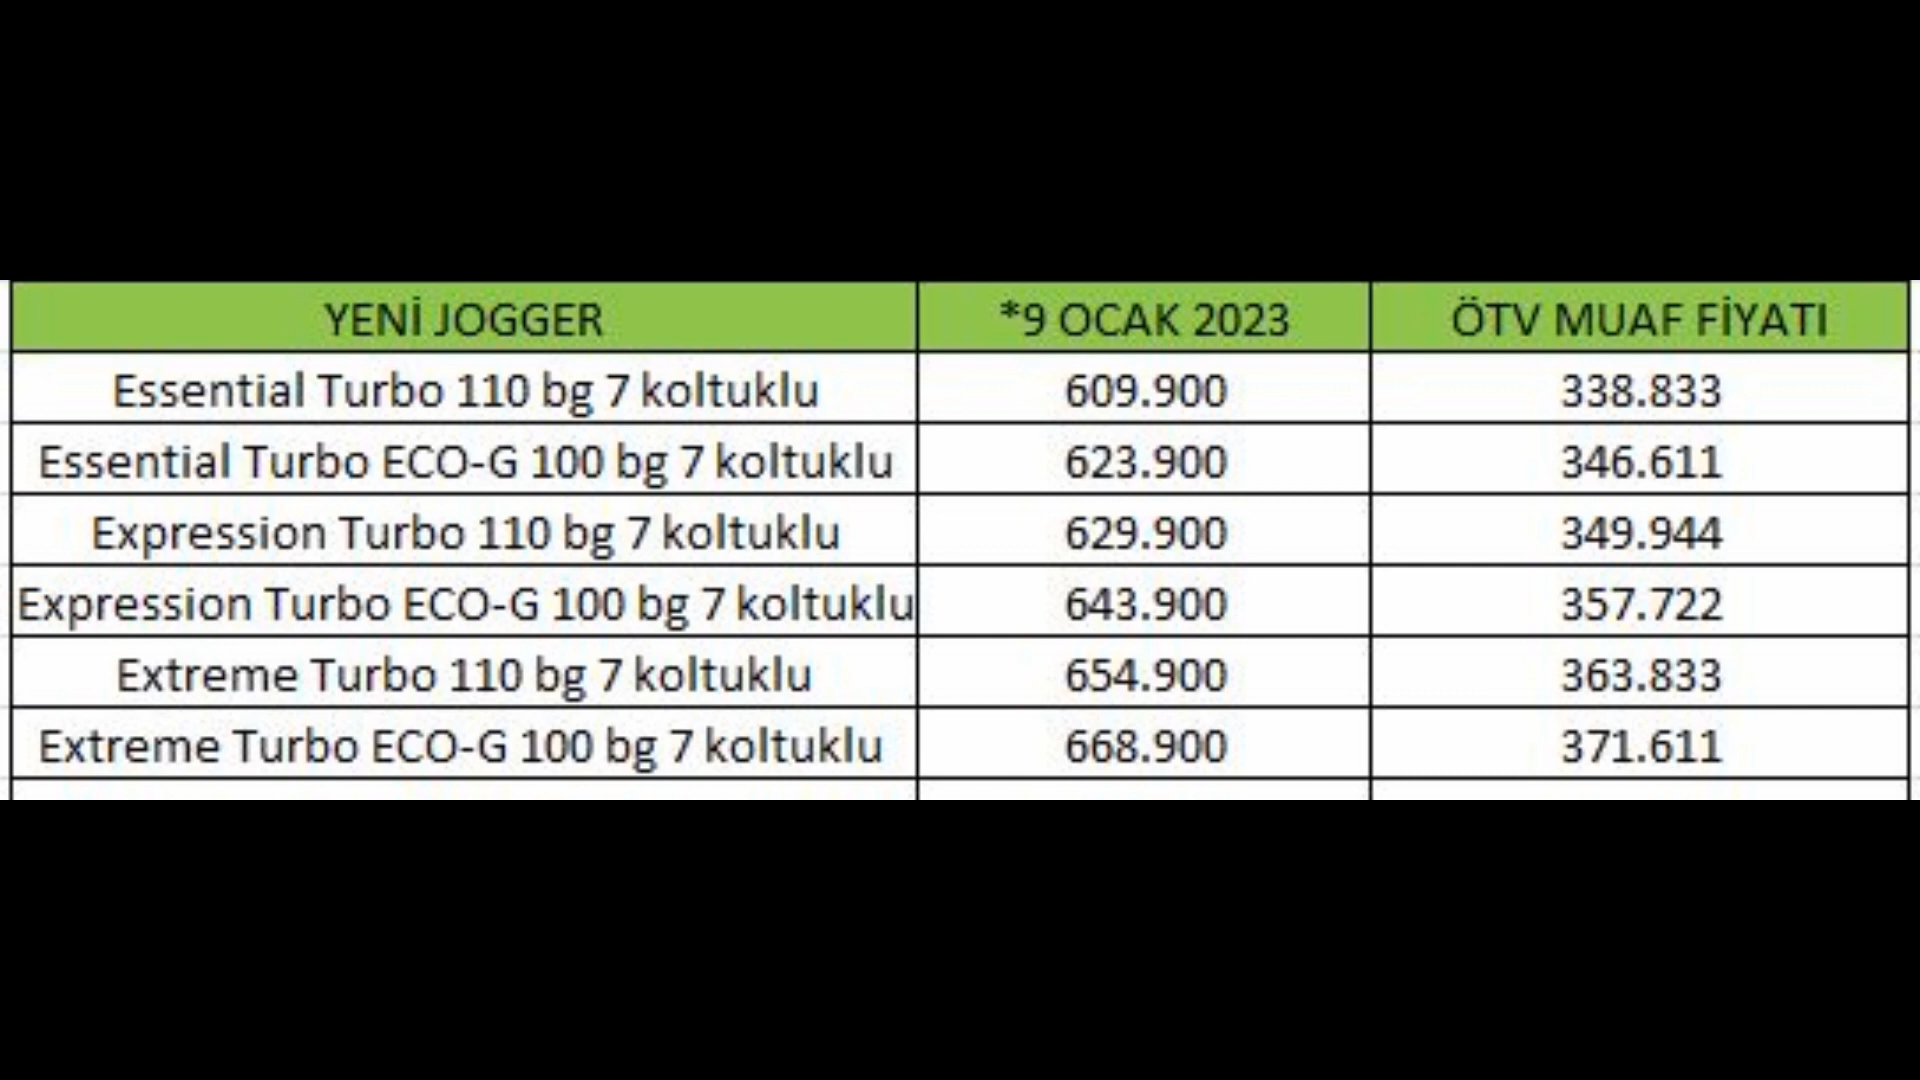 YENİ JOGGER *9 OCAK 2023 ÖTV MUAF FİYATI
Essential Turbo 110 bg 7 koltuklu 609.900 338.833
Essential Turbo ECO-G 100 bg 7 koltuklu 623.900 346.611
Expression Turbo 110 bg 7 koltuklu 629.900 349.944
Expression Turbo ECO-G 100 bg 7 koltuklu 643.900 357.722
Extreme Turbo 110 bg 7 koltuklu 654.900 363.833
Extreme Turbo ECO-G 100 bg 7 koltuklu 668.900 371.611